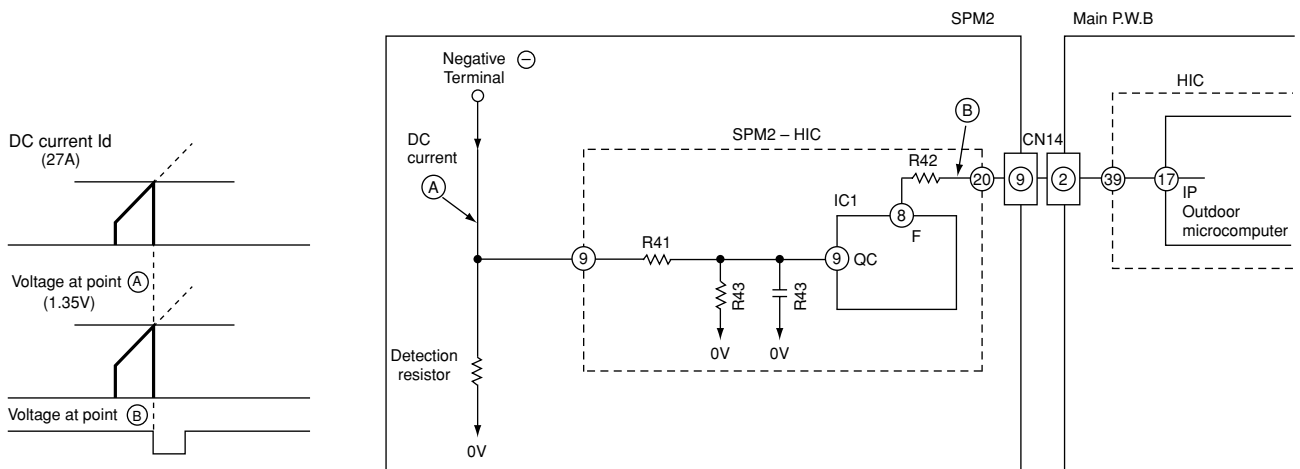 DC current Id
(27A)
Voltage at point A
(1.35V)
Voltage at point B
SPM2
Main P.W.B
Negative −
Terminal
DC
current
A
SPM2 – HIC
B
CN14
HIC
R42
20
9
2
39
17
IP
Outdoor
microcomputer
IC1
8
F
9
R41
9
QC
R43
R43
0V
0V
Detection
resistor
0V